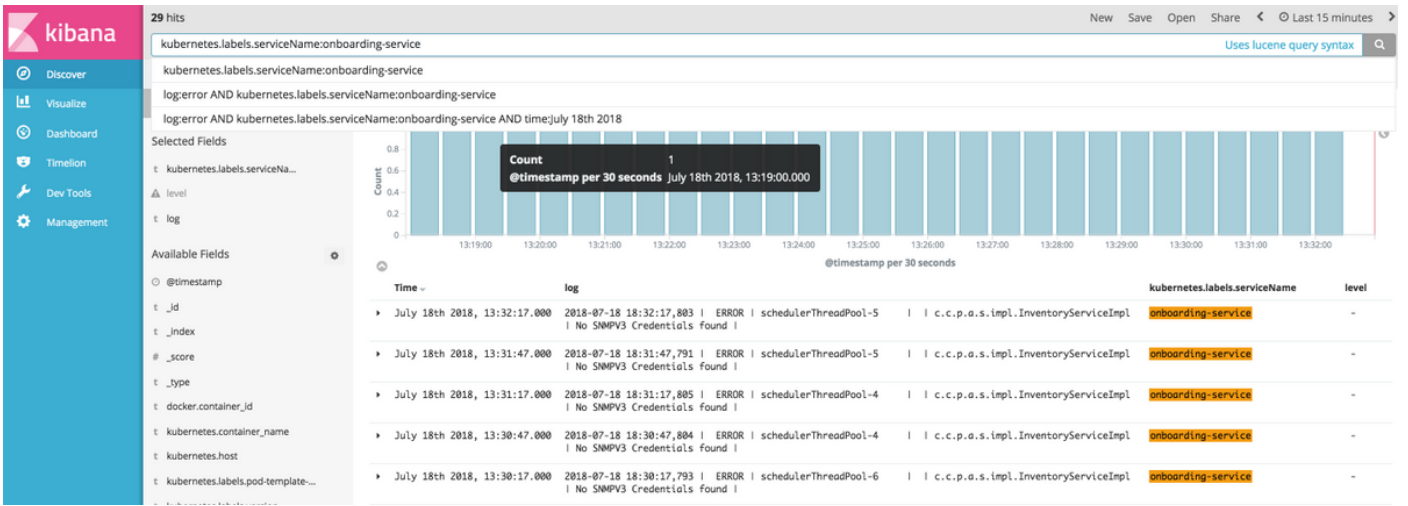 kibana
Discover
Visualize
Dashboard
Timelion
Dev Tools
Management
29 hits
New Save Open Share Last 15 minutes
kubernetes.labels.serviceName:onboarding-service
Uses lucene query syntax
kubernetes.labels.serviceName:onboarding-service
log:error AND kubernetes.labels.serviceName:onboarding-service
log:error AND kubernetes.labels.serviceName:onboarding-service AND time:July 18th 2018
Selected Fields
t kubernetes.labels.serviceNa...
level
t log
Available Fields
@timestamp
t _id
t _index
# _score
t _type
t docker.container_id
t kubernetes.container_name
t kubernetes.host
t kubernetes.labels.pod-template-...
Count
0.8
0.6
0.4
0.2
0
Count 1
@timestamp per 30 seconds July 18th 2018, 13:19:00.000
13:19:00 13:20:00 13:21:00 13:22:00 13:23:00 13:24:00 13:25:00 13:26:00 13:27:00 13:28:00 13:29:00 13:30:00 13:31:00 13:32:00
@timestamp per 30 seconds
Time log kubernetes.labels.serviceName level
July 18th 2018, 13:32:17.000 2018-07-18 18:32:17,803 | ERROR | schedulerThreadPool-5 | | c.c.p.a.s.impl.InventoryServiceImpl onboarding-service -
| No SNMPV3 Credentials found |
July 18th 2018, 13:31:47.000 2018-07-18 18:31:47,791 | ERROR | schedulerThreadPool-5 | | c.c.p.a.s.impl.InventoryServiceImpl onboarding-service -
| No SNMPV3 Credentials found |
July 18th 2018, 13:31:17.000 2018-07-18 18:31:17,805 | ERROR | schedulerThreadPool-4 | | c.c.p.a.s.impl.InventoryServiceImpl onboarding-service -
| No SNMPV3 Credentials found |
July 18th 2018, 13:30:47.000 2018-07-18 18:30:47,804 | ERROR | schedulerThreadPool-4 | | c.c.p.a.s.impl.InventoryServiceImpl onboarding-service -
| No SNMPV3 Credentials found |
July 18th 2018, 13:30:17.000 2018-07-18 18:30:17,793 | ERROR | schedulerThreadPool-6 | | c.c.p.a.s.impl.InventoryServiceImpl onboarding-service -
| No SNMPV3 Credentials found |